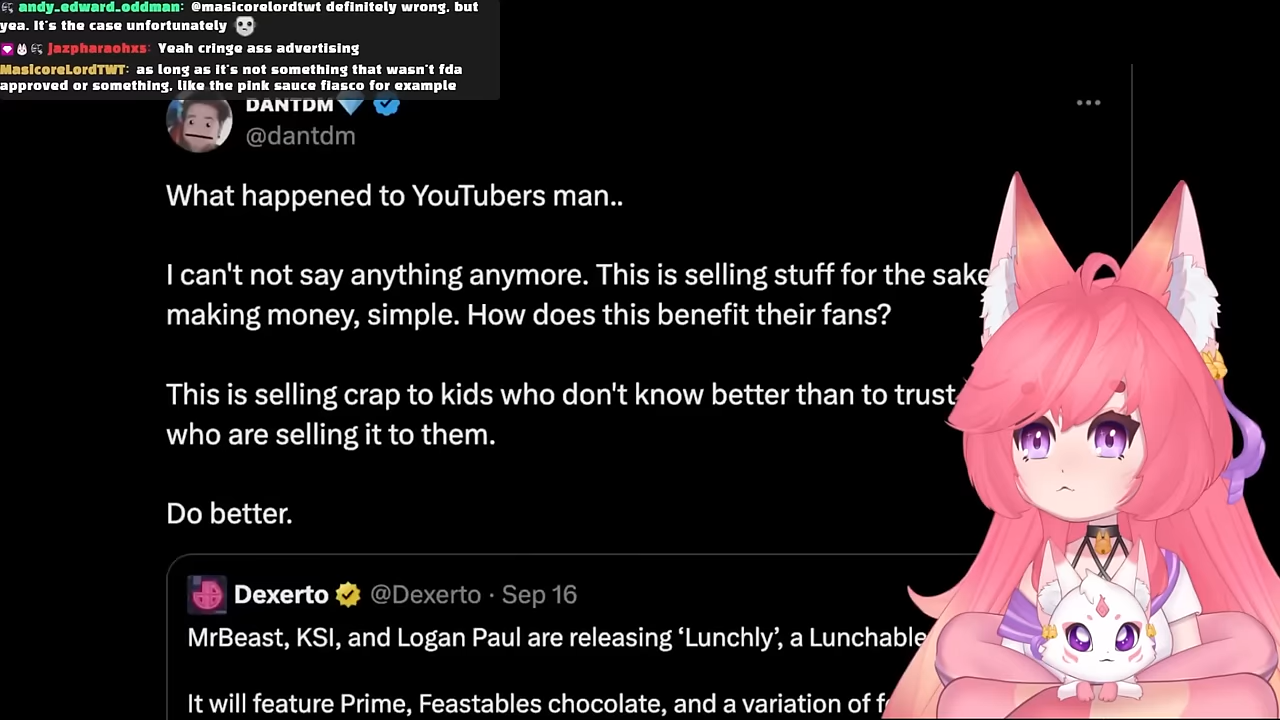 andy_edward_oddman: @masicorelordtwt definitely wrong, but
yea. It's the case unfortunately
Jazpharaohxs: Yeah cringe ass advertising
MasicoreLordTWT: as long as it's not something that wasn't fda
approved or something, like the pink sauce fiasco for example
DANTDM
@dantdm
What happened to YouTubers man..
I can't not say anything anymore. This is selling stuff for the sake
making money, simple. How does this benefit their fans?
This is selling crap to kids who don't know better than to trust
who are selling it to them.
Do better.
Dexerto @Dexerto · Sep 16
MrBeast, KSI, and Logan Paul are releasing ‘Lunchly’, a Lunchable
It will feature Prime, Feastables chocolate, and a variation of